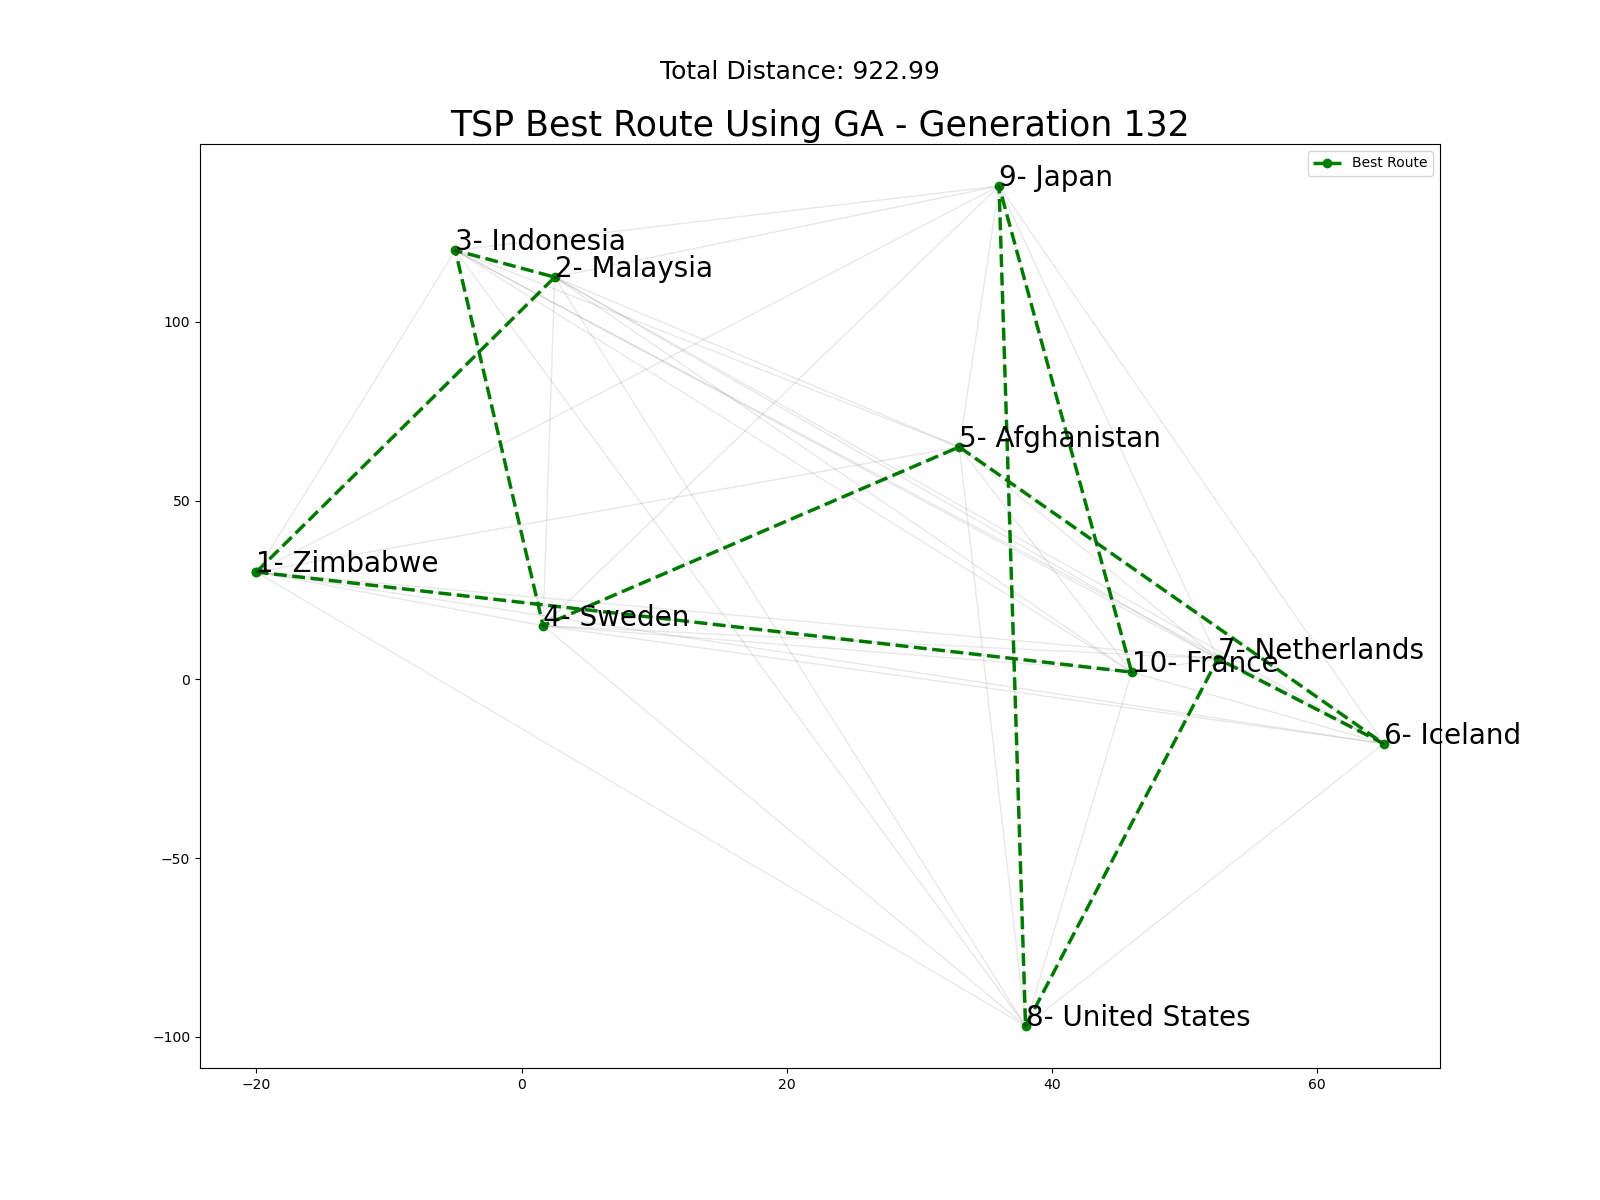 Total Distance: 922.99
TSP Best Route Using GA - Generation 132
Best Route
9- Japan
3- Indonesia
2- Malaysia
5- Afghanistan
1- Zimbabwe
4- Sweden
7- Netherlands
10- France
6- Iceland
8- United States
100
50
0
−50
−100
−20
0
20
40
60